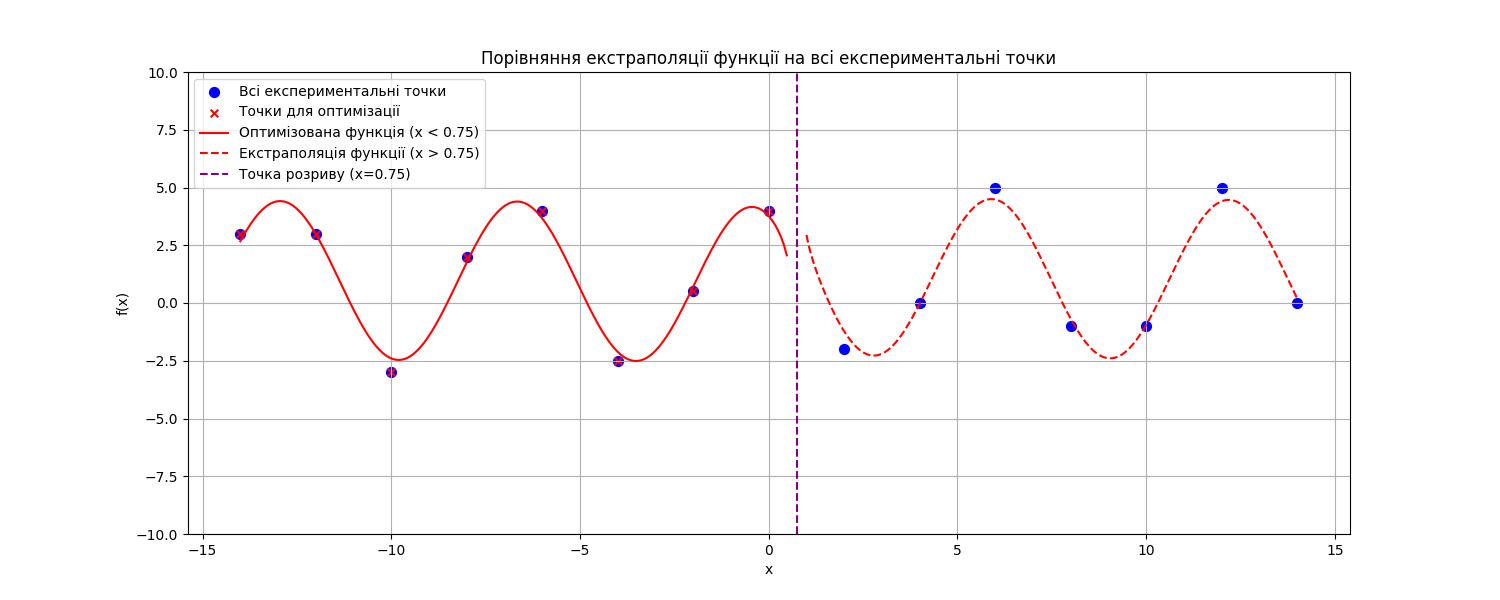 Порівняння екстраполяції функції на всі експериментальні точки
Всі експериментальні точки
Точки для оптимізації
Оптимізована функція (x < 0.75)
Екстраполяція функції (x > 0.75)
Точка розриву (x=0.75)
10.0
7.5
5.0
2.5
0.0
−2.5
−5.0
−7.5
−10.0
f(x)
−15 −10 −5 0 5 10 15
x